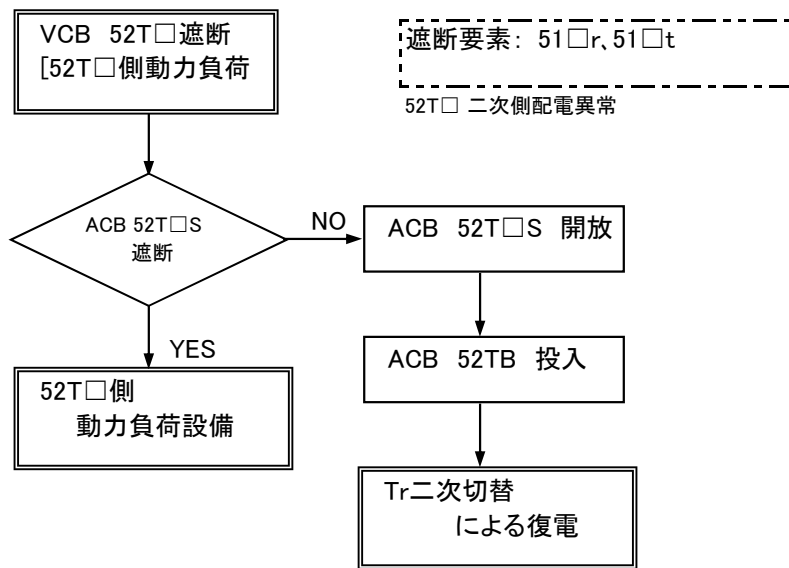 VCB 52T□遮断
[52T□側動力負荷
遮断要素: 51□r、51□t
52T□ 二次側配電異常
ACB 52T□S
遮断
NO
ACB 52T□S 開放
YES
ACB 52TB 投入
52T□側
動力負荷設備
Tr二次切替
による復電